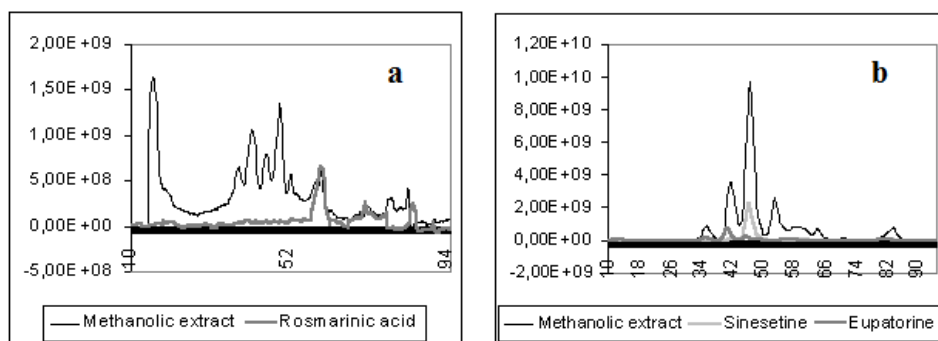 a
2,00E+09
1,50E+09
1,00E+09
5,00E+08
0,00E+00
-5,00E+08
10
52
94
Methanolic extract
Rosmarinic acid
b
1,20E+10
1,00E+10
8,00E+09
6,00E+09
4,00E+09
2,00E+09
0,00E+00
-2,00E+09
10
18
26
34
42
50
58
66
74
82
90
Methanolic extract
Sinesetine
Eupatorine